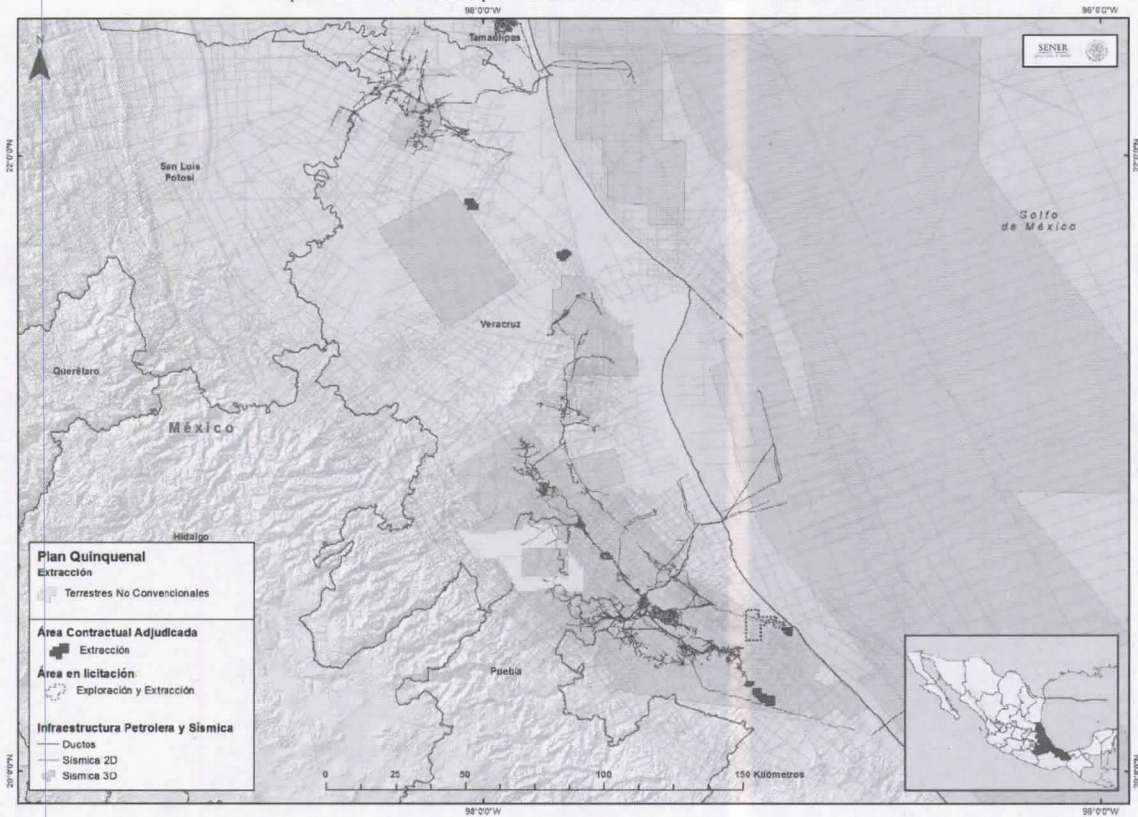 98°0'0"W
96°0'0"W
Tamaulipas
N
SENER
22°0'0"N
San Luis
Potosí
Golfo
de México
Veracruz
Querétaro
México
Hidalgo
Puebla
Plan Quinquenal
Extracción
Terrestres No Convencionales
Área Contractual Adjudicada
Extracción
Área en licitación
Exploración y Extracción
Infraestructura Petrolera y Sísmica
Ductos
Sísmica 2D
Sísmica 3D
0 25 50 100 150 Kilómetros
20°0'0"N
20°0'0"N
98°0'0"W
96°0'0"W